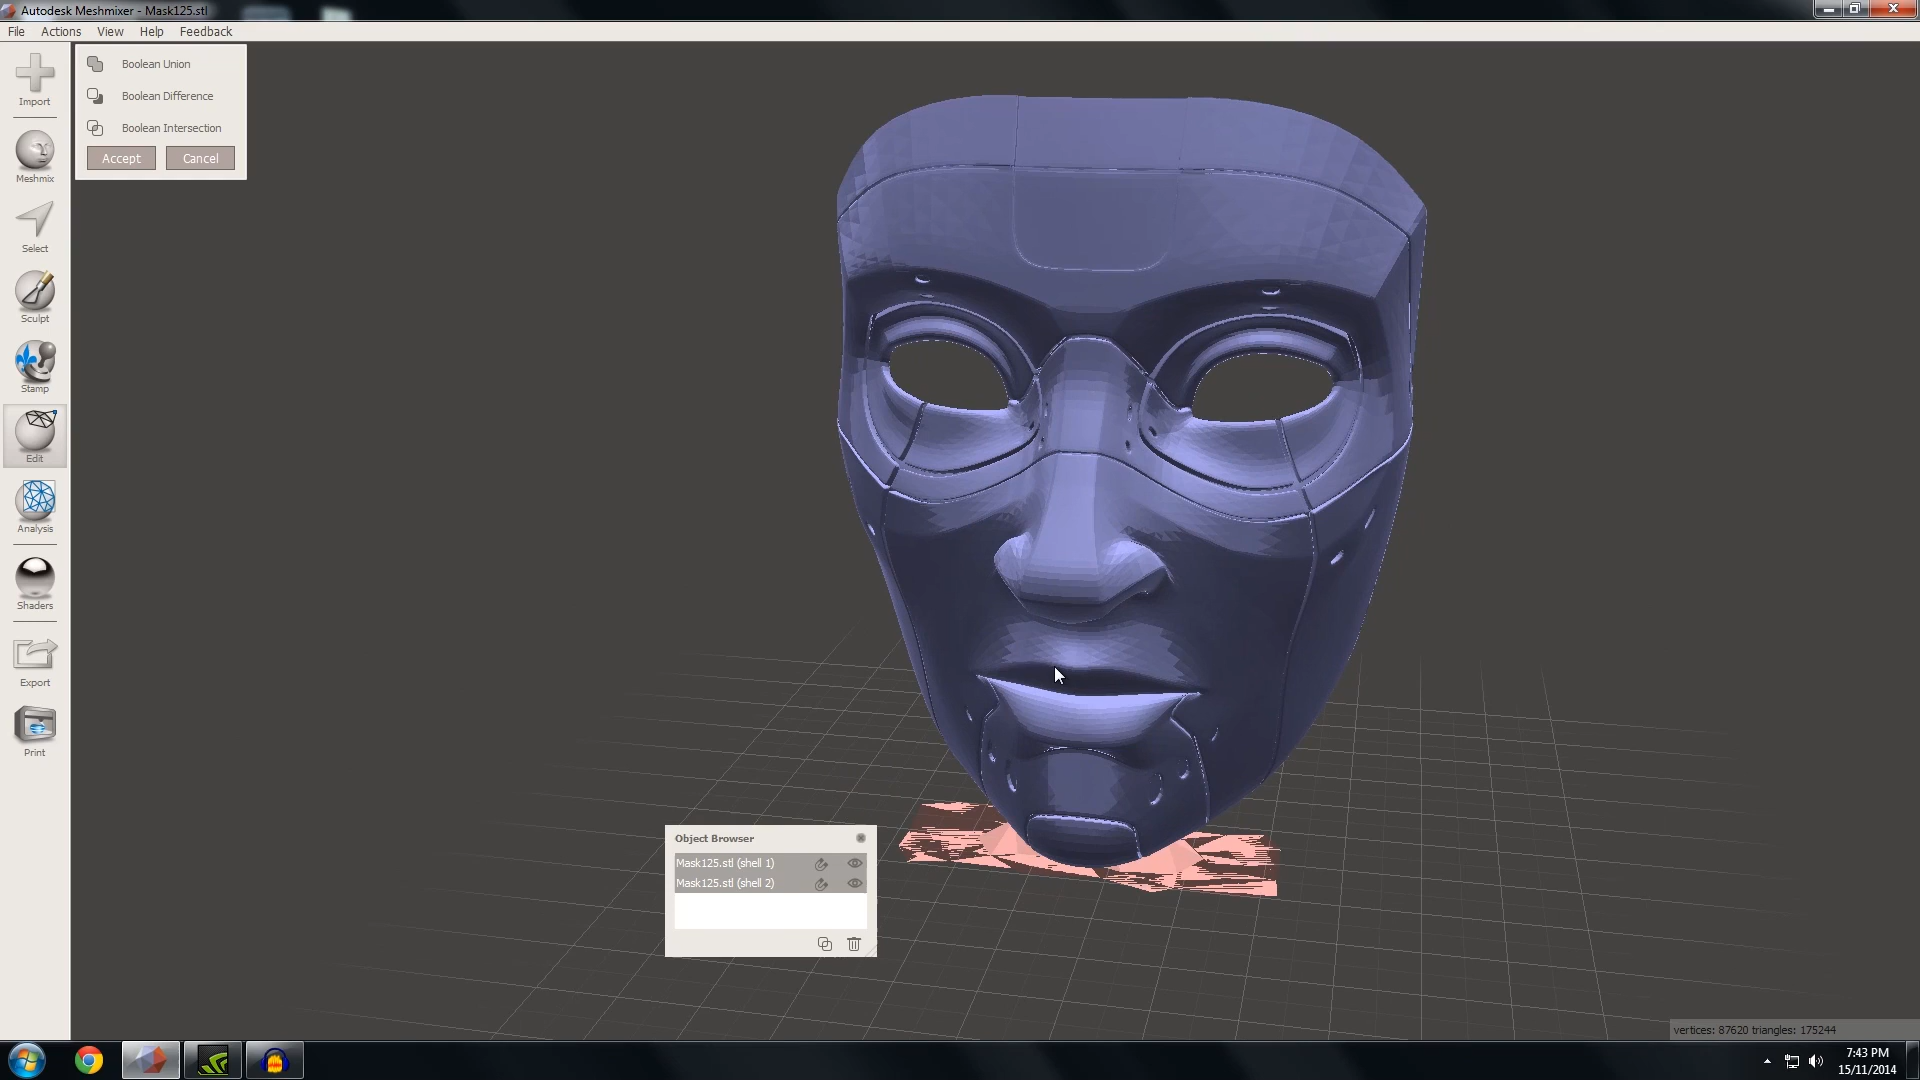 Autodesk Meshmixer - Mask125.stl
File Actions View Help Feedback
Import
Meshmix
Select
Sculpt
Stamp
Edit
Analysis
Shaders
Export
Print
Boolean Union
Boolean Difference
Boolean Intersection
Accept Cancel
Object Browser
Mask125.stl (shell 1)
Mask125.stl (shell 2)
vertices: 87620 triangles: 175244
7:43 PM
15/11/2014